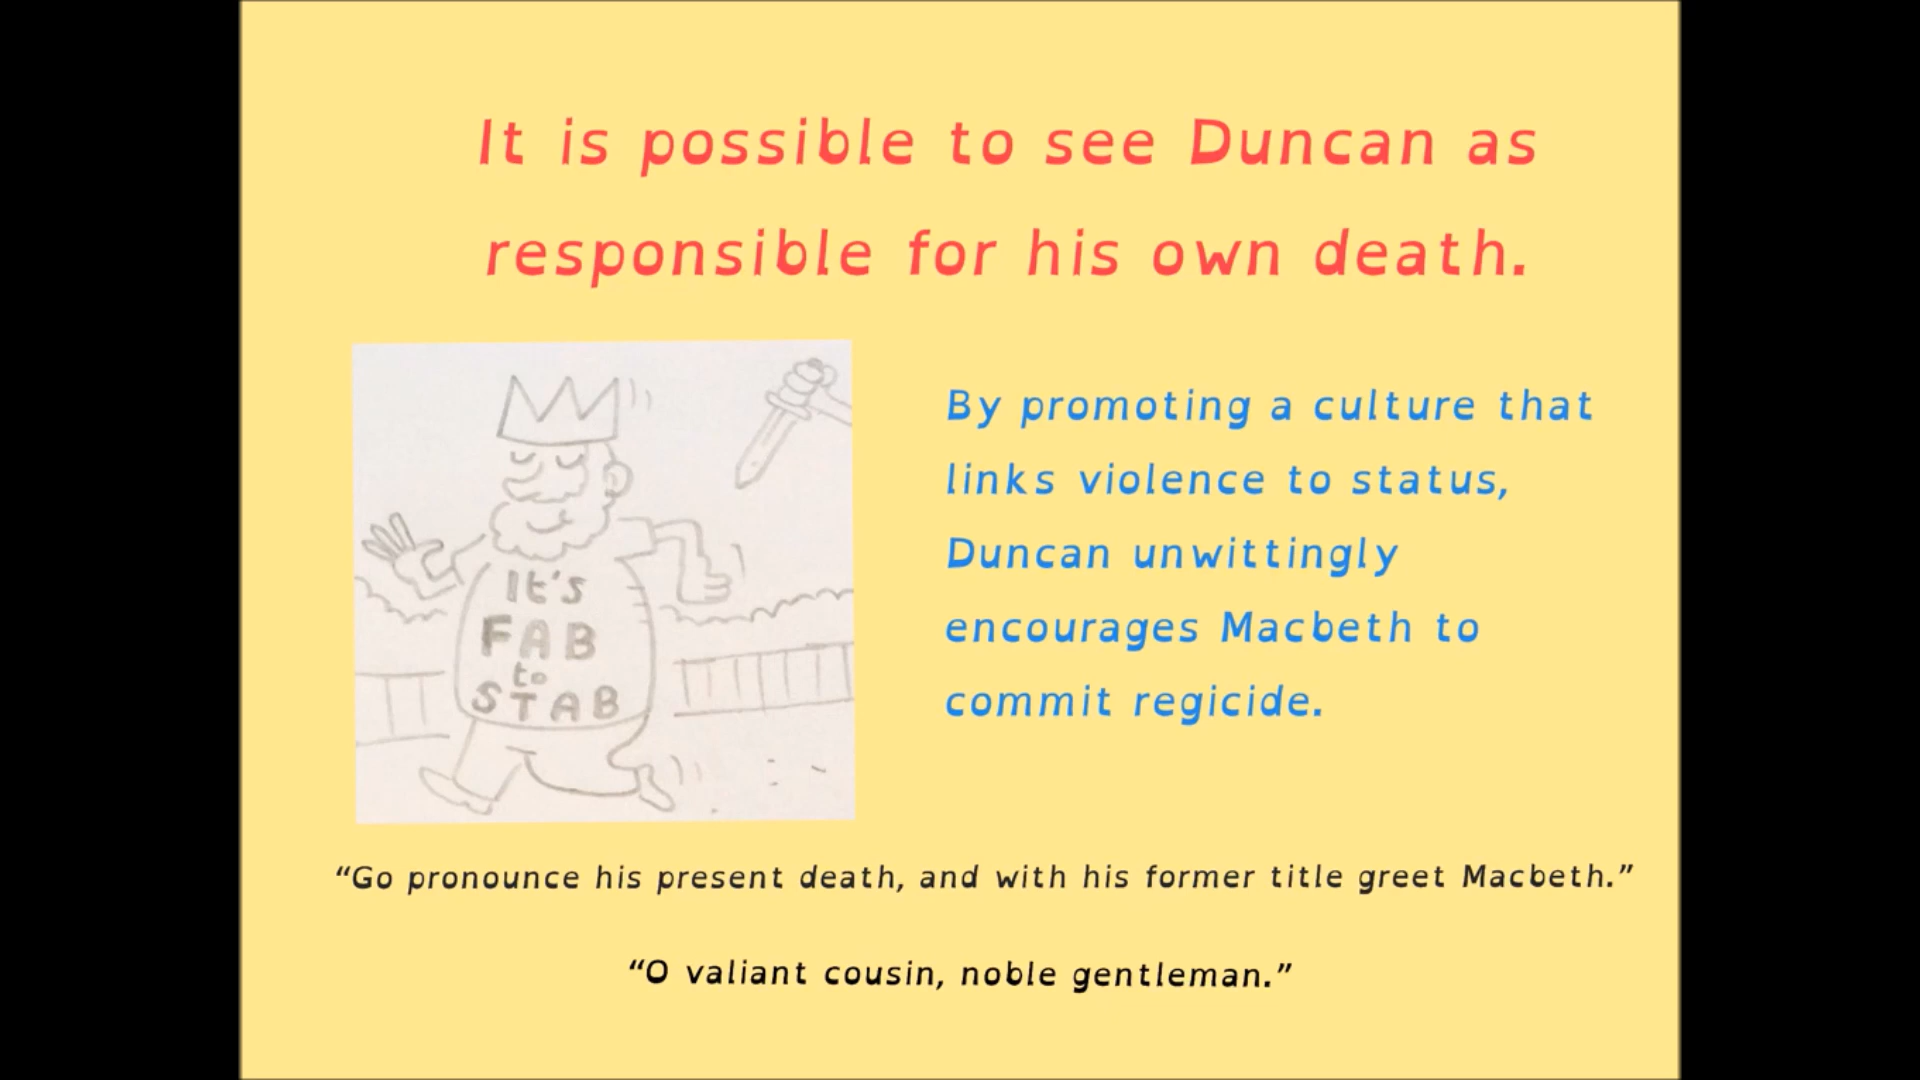 It is possible to see Duncan as
responsible for his own death.
It's
FAB
to
STAB
By promoting a culture that
links violence to status,
Duncan unwittingly
encourages Macbeth to
commit regicide.
“Go pronounce his present death, and with his former title greet Macbeth.”
“O valiant cousin, noble gentleman.”